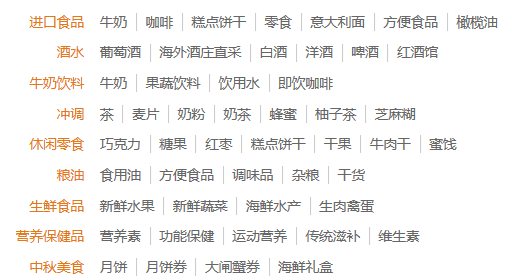 进口食品 牛奶 咖啡 糕点饼干 零食 意大利面 方便食品 橄榄油
酒水 葡萄酒 海外酒庄直采 白酒 洋酒 啤酒 红酒馆
牛奶饮料 牛奶 果蔬饮料 饮用水 即饮咖啡
冲调 茶 麦片 奶粉 奶茶 蜂蜜 柚子茶 芝麻糊
休闲零食 巧克力 糖果 红枣 糕点饼干 干果 牛肉干 蜜饯
粮油 食用油 方便食品 调味品 杂粮 干货
生鲜食品 新鲜水果 新鲜蔬菜 海鲜水产 生肉禽蛋
营养保健品 营养素 功能保健 运动营养 传统滋补 维生素
中秋美食 月饼 月饼券 大闸蟹券 海鲜礼盒